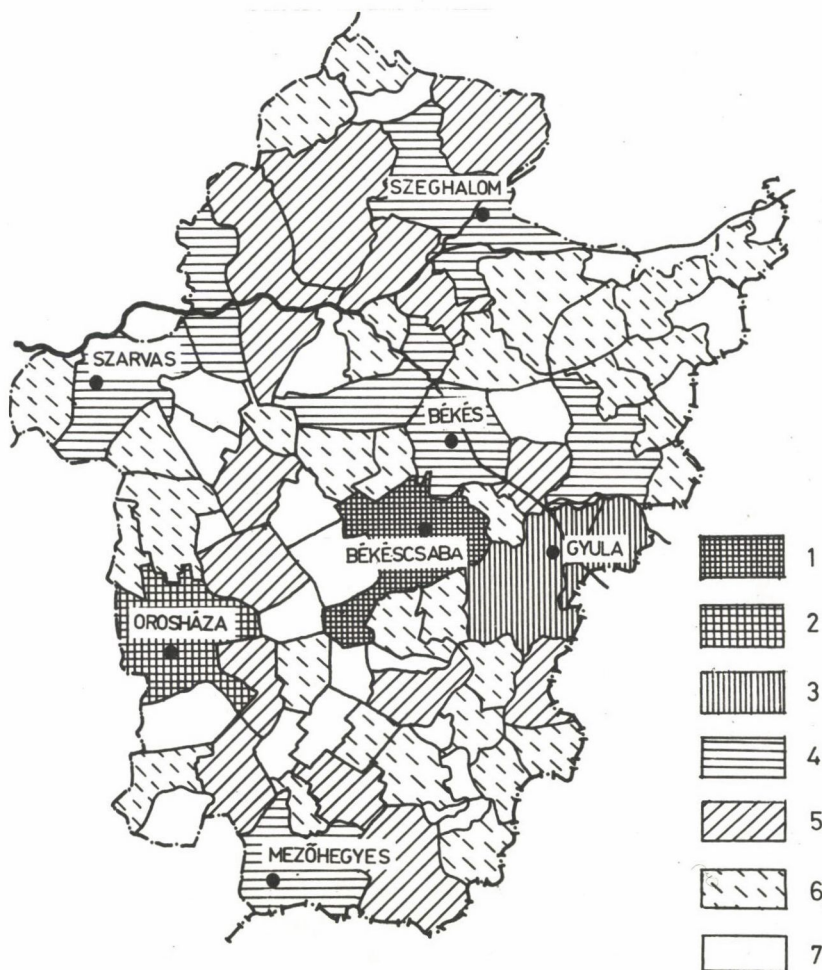 SZEGHALOM
SZARVAS
BÉKÉS
BÉKÉSCSABA
GYULA
OROSHÁZA
MEZŐHEGYES
1
2
3
4
5
6
7